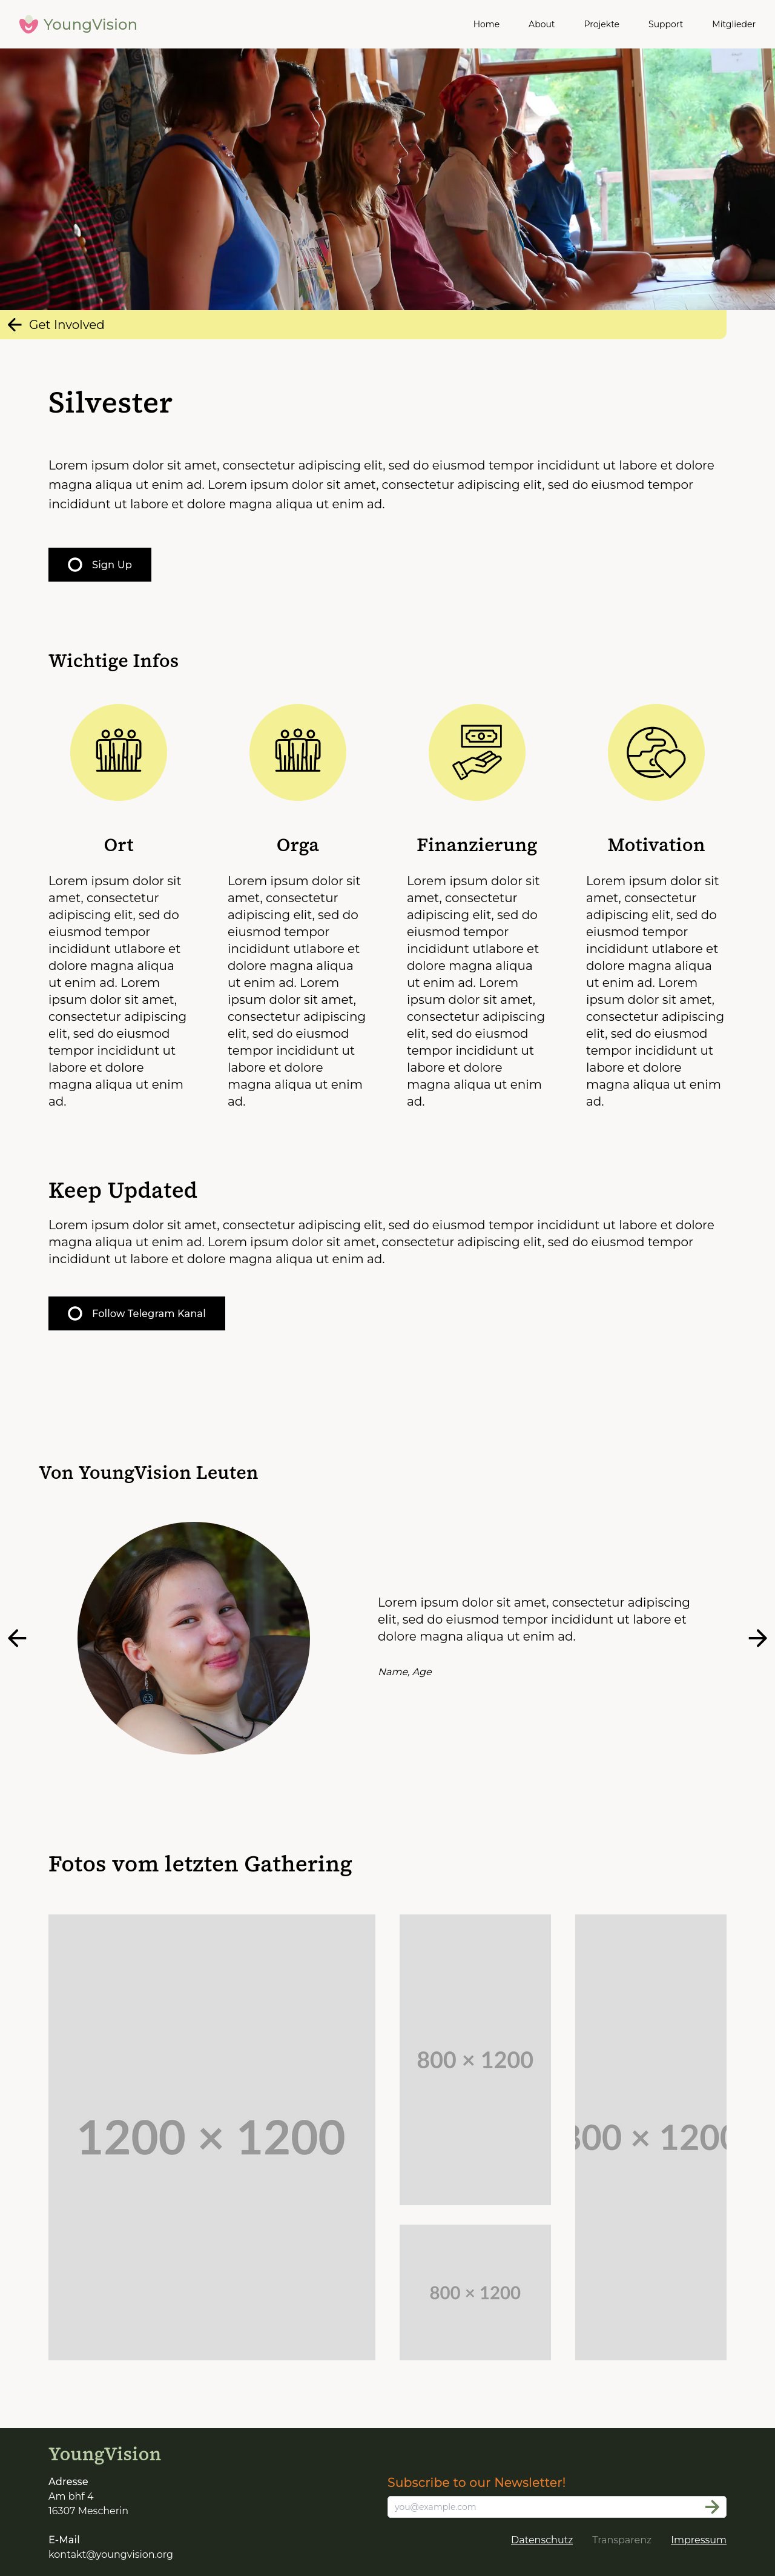 YoungVision
Home About Projekte Support Mitglieder
Get Involved
Silvester
Lorem ipsum dolor sit amet, consectetur adipiscing elit, sed do eiusmod tempor incididunt ut labore et dolore
magna aliqua ut enim ad. Lorem ipsum dolor sit amet, consectetur adipiscing elit, sed do eiusmod tempor
incididunt ut labore et dolore magna aliqua ut enim ad.
Sign Up
Wichtige Infos
Ort
Lorem ipsum dolor sit
amet, consectetur
adipiscing elit, sed do
eiusmod tempor
incididunt utlabore et
dolore magna aliqua
ut enim ad. Lorem
ipsum dolor sit amet,
consectetur adipiscing
elit, sed do eiusmod
tempor incididunt ut
labore et dolore
magna aliqua ut enim
ad.
Orga
Lorem ipsum dolor sit
amet, consectetur
adipiscing elit, sed do
eiusmod tempor
incididunt utlabore et
dolore magna aliqua
ut enim ad. Lorem
ipsum dolor sit amet,
consectetur adipiscing
elit, sed do eiusmod
tempor incididunt ut
labore et dolore
magna aliqua ut enim
ad.
Finanzierung
Lorem ipsum dolor sit
amet, consectetur
adipiscing elit, sed do
eiusmod tempor
incididunt utlabore et
dolore magna aliqua
ut enim ad. Lorem
ipsum dolor sit amet,
consectetur adipiscing
elit, sed do eiusmod
tempor incididunt ut
labore et dolore
magna aliqua ut enim
ad.
Motivation
Lorem ipsum dolor sit
amet, consectetur
adipiscing elit, sed do
eiusmod tempor
incididunt utlabore et
dolore magna aliqua
ut enim ad. Lorem
ipsum dolor sit amet,
consectetur adipiscing
elit, sed do eiusmod
tempor incididunt ut
labore et dolore
magna aliqua ut enim
ad.
Keep Updated
Lorem ipsum dolor sit amet, consectetur adipiscing elit, sed do eiusmod tempor incididunt ut labore et dolore
magna aliqua ut enim ad. Lorem ipsum dolor sit amet, consectetur adipiscing elit, sed do eiusmod tempor
incididunt ut labore et dolore magna aliqua ut enim ad.
Follow Telegram Kanal
Von YoungVision Leuten
Lorem ipsum dolor sit amet, consectetur adipiscing
elit, sed do eiusmod tempor incididunt ut labore et
dolore magna aliqua ut enim ad.
Name, Age
Fotos vom letzten Gathering
1200 × 1200
800 × 1200
800 × 1200
800 × 1200
YoungVision
Adresse
Am bhf 4
16307 Mescherin
E-Mail
kontakt@youngvision.org
Subscribe to our Newsletter!
you@example.com
Datenschutz Transparenz Impressum